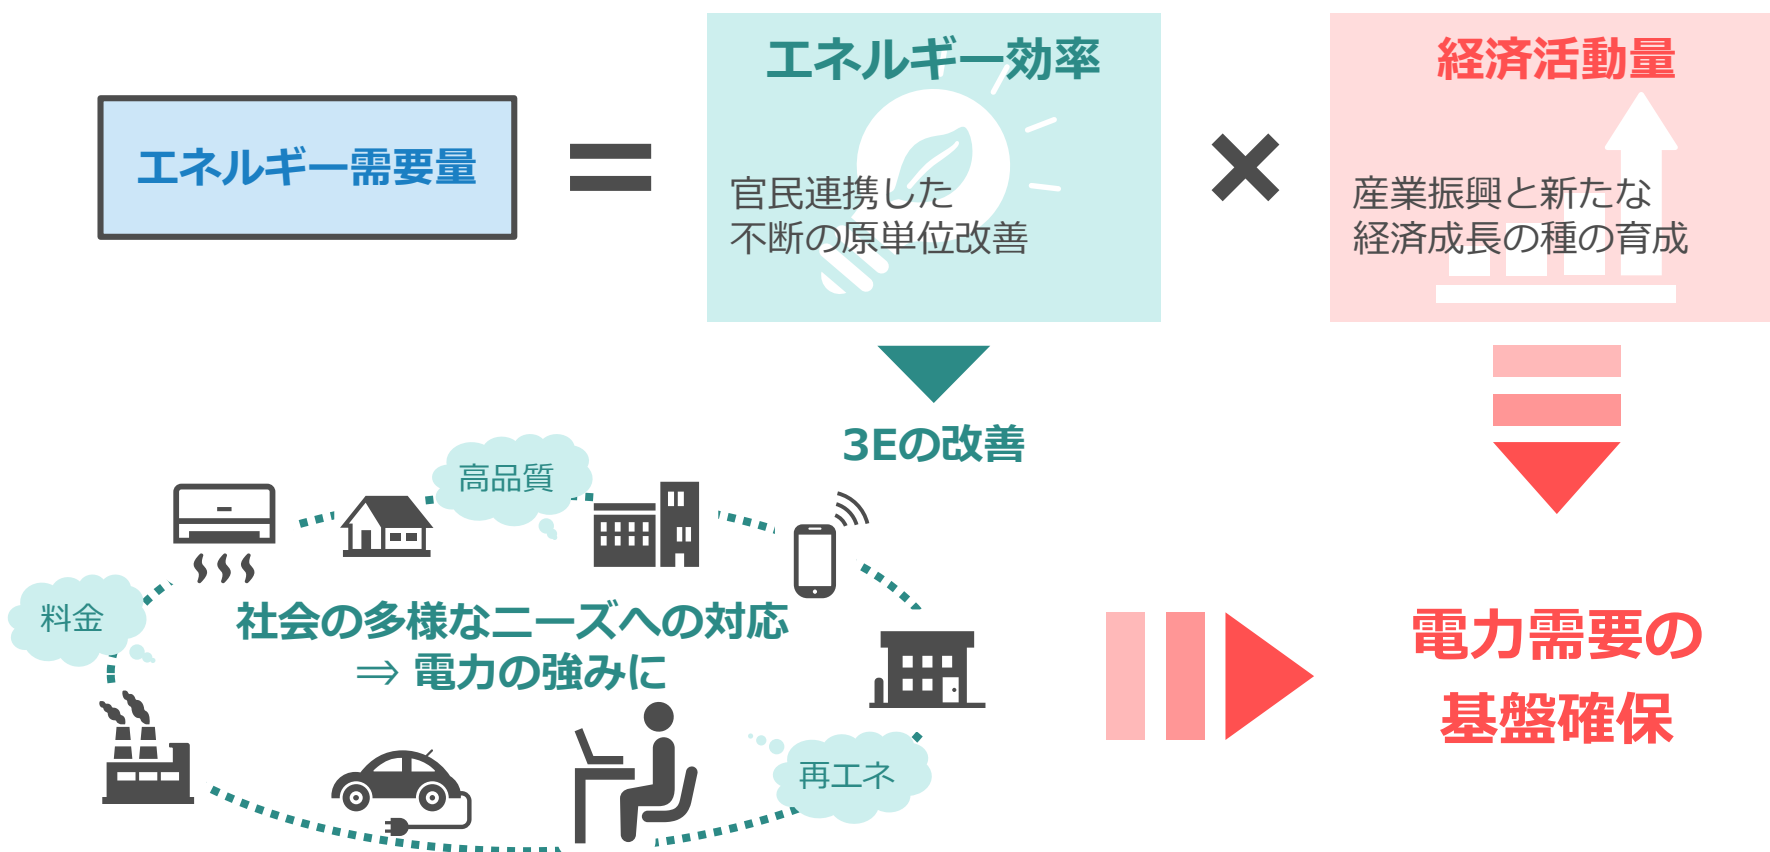 エネルギー需要量
=
エネルギー効率
官民連携した
不断の原単位改善
×
経済活動量
産業振興と新たな
経済成長の種の育成
3Eの改善
高品質
料金
社会の多様なニーズへの対応
⇒ 電力の強みに
再エネ
電力需要の
基盤確保